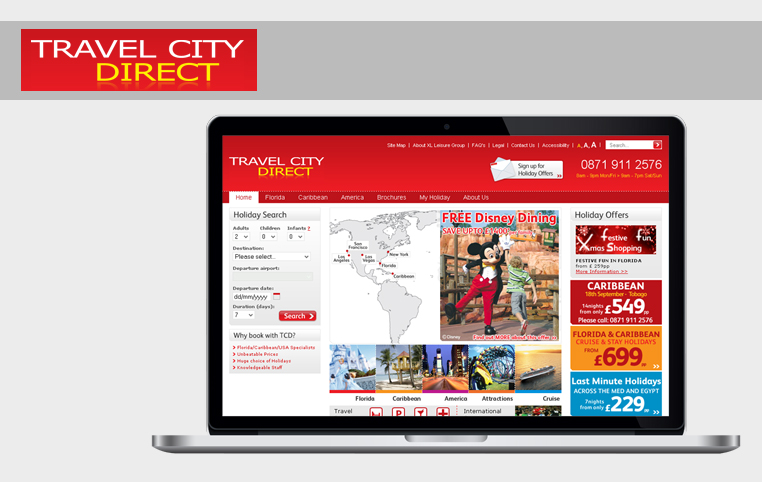 TRAVEL CITY
DIRECT
Site Map | About XL Leisure Group | FAQ's | Legal | Contact Us | Accessibility | A, A, A | Search... ?
TRAVEL CITY
DIRECT
Sign up for
Holiday Offers >>
0871 911 2576
8am - 9pm Mon/Fri + 9am - 7pm Sat/Sun
Home Florida Caribbean America Brochures My Holiday About Us
Holiday Search
Adults Children Infants ?
2 0 0
Destination:
Please select...
Departure airport:
Departure date:
dd/mm/yyyy
Duration (days):
7
Search >
Why book with TCD?
> Florida/Caribbean/USA Specialists
> Unbeatable Prices
> Huge choice of Holidays
> Knowledgeable Staff
San
Francisco
Los
Angeles
Las
Vegas
New York
Florida
Caribbean
FREE Disney Dining
SAVE UP TO
©Disney
Find out MORE about this offer >>
Florida Caribbean America Attractions Cruise
Travel
P
International
Holiday Offers
Festive Fun,
Xmas Shopping
FESTIVE FUN IN FLORIDA
from £ 259pp
More Information >>
CARIBBEAN
18th September - Tobago
14nights
from only £549pp
Please call: 0871 911 2576
FLORIDA & CARIBBEAN
CRUISE & STAY HOLIDAYS
FROM
£699pp
>>
Last Minute Holidays
ACROSS THE MED AND EGYPT
7nights
from only £229pp >>